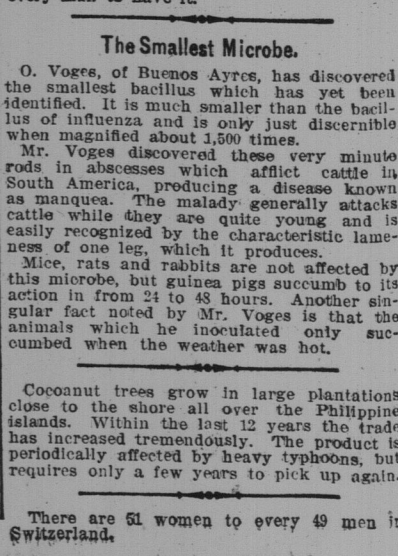 The Smallest Microbe.
O. Voges, of Buenos Ayres, has discovered
the smallest bacillus which has yet been
identified. It is much smaller than the bacil-
lus of influenza and is only just discernible
when magnified about 1,500 times.
Mr. Voges discovered these very minute
rods in abscesses which afflict cattle in
South America, producing a disease known
as manquea. The malady generally attacks
cattle while they are quite young and is
easily recognized by the characteristic lame-
ness of one leg, which it produces.
Mice, rats and rabbits are not affected by
this microbe, but guinea pigs succumb to its
action in from 24 to 48 hours. Another sin-
gular fact noted by Mr. Voges is that the
animals which he inoculated only suc-
cumbed when the weather was hot.
Cocoanut trees grow in large plantations
close to the shore all over the Philippine
islands. Within the last 12 years the trade
has increased tremendously. The product is
periodically affected by heavy typhoons, but
requires only a few years to pick up again.
There are 51 women to every 49 men in
Switzerland.